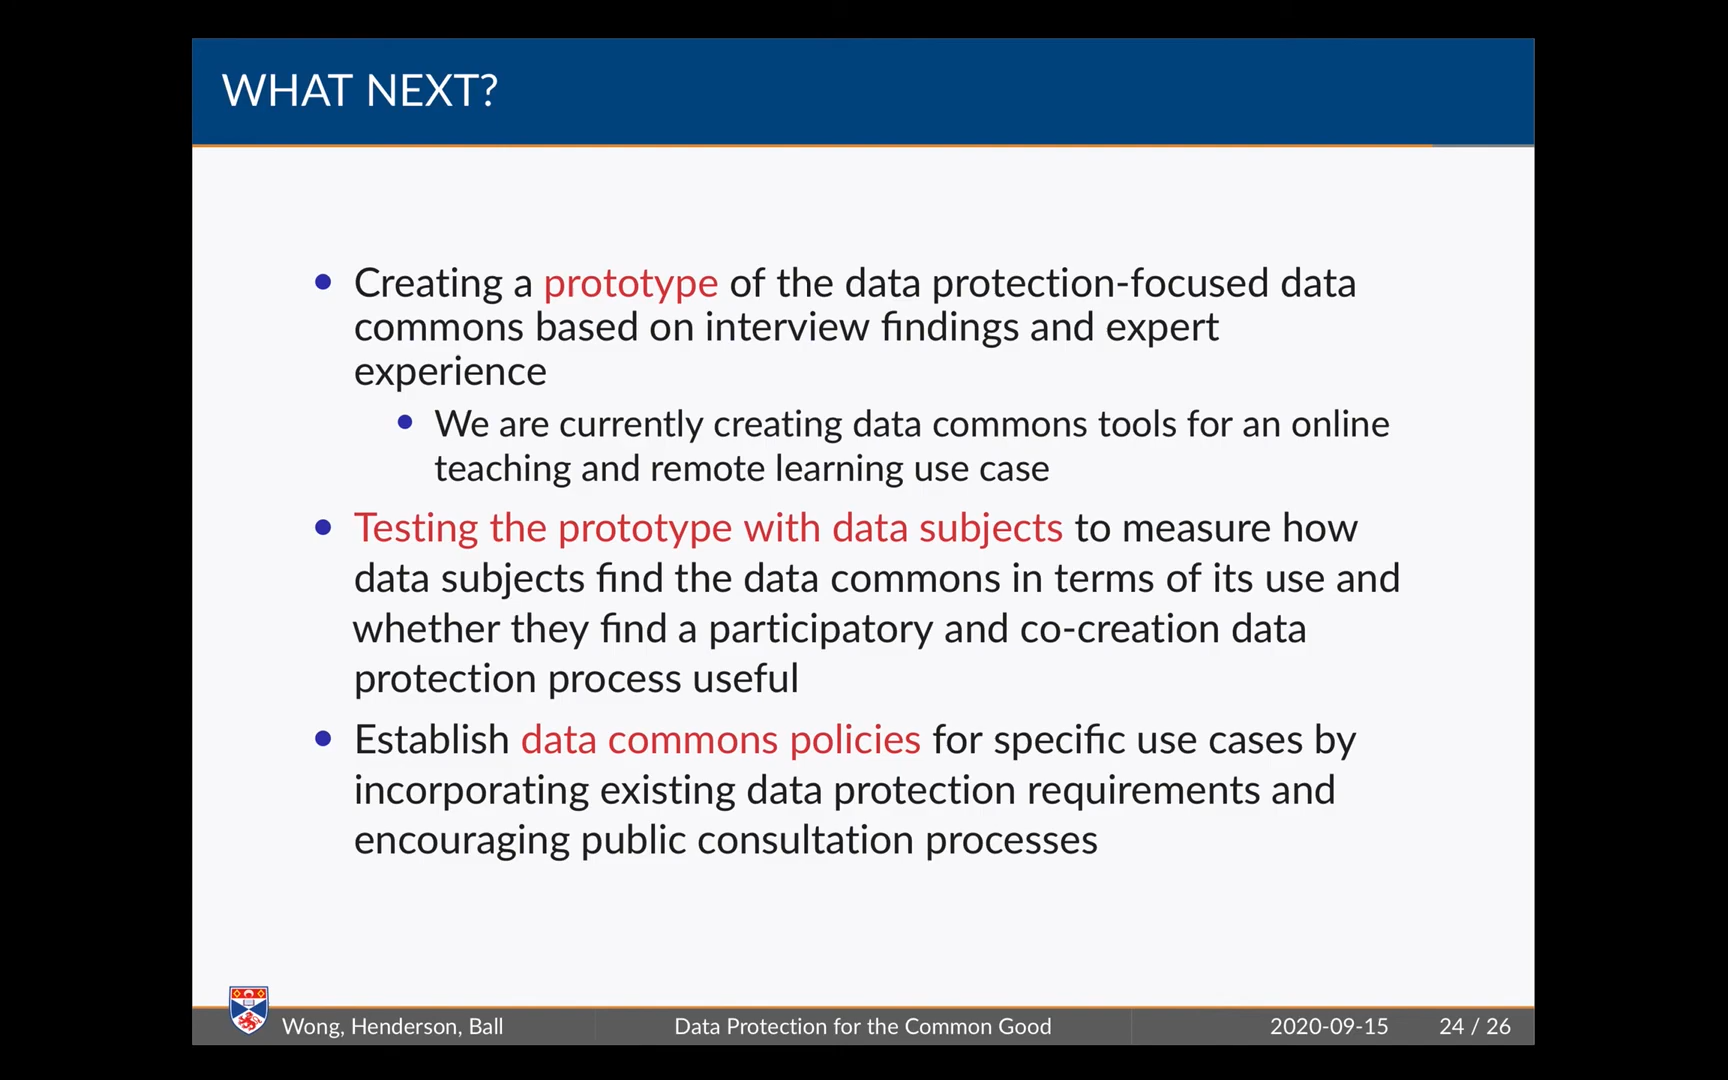 WHAT NEXT?
Creating a prototype of the data protection-focused data
commons based on interview findings and expert
experience
We are currently creating data commons tools for an online
teaching and remote learning use case
Testing the prototype with data subjects to measure how
data subjects find the data commons in terms of its use and
whether they find a participatory and co-creation data
protection process useful
Establish data commons policies for specific use cases by
incorporating existing data protection requirements and
encouraging public consultation processes
Wong, Henderson, Ball Data Protection for the Common Good 2020-09-15 24 / 26